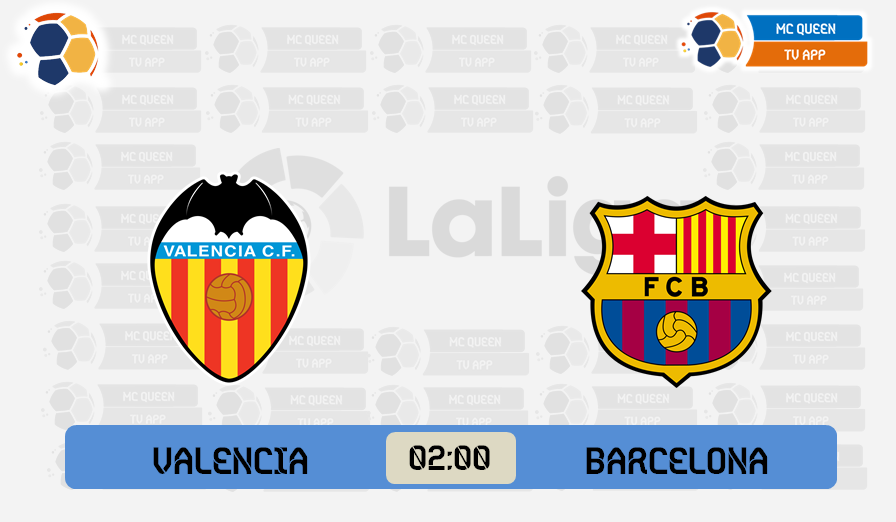 MC QUEEN
TV APP
LaLiga
VALENCIA C.F.
FCB
VALENCIA
02:00
BARCELONA